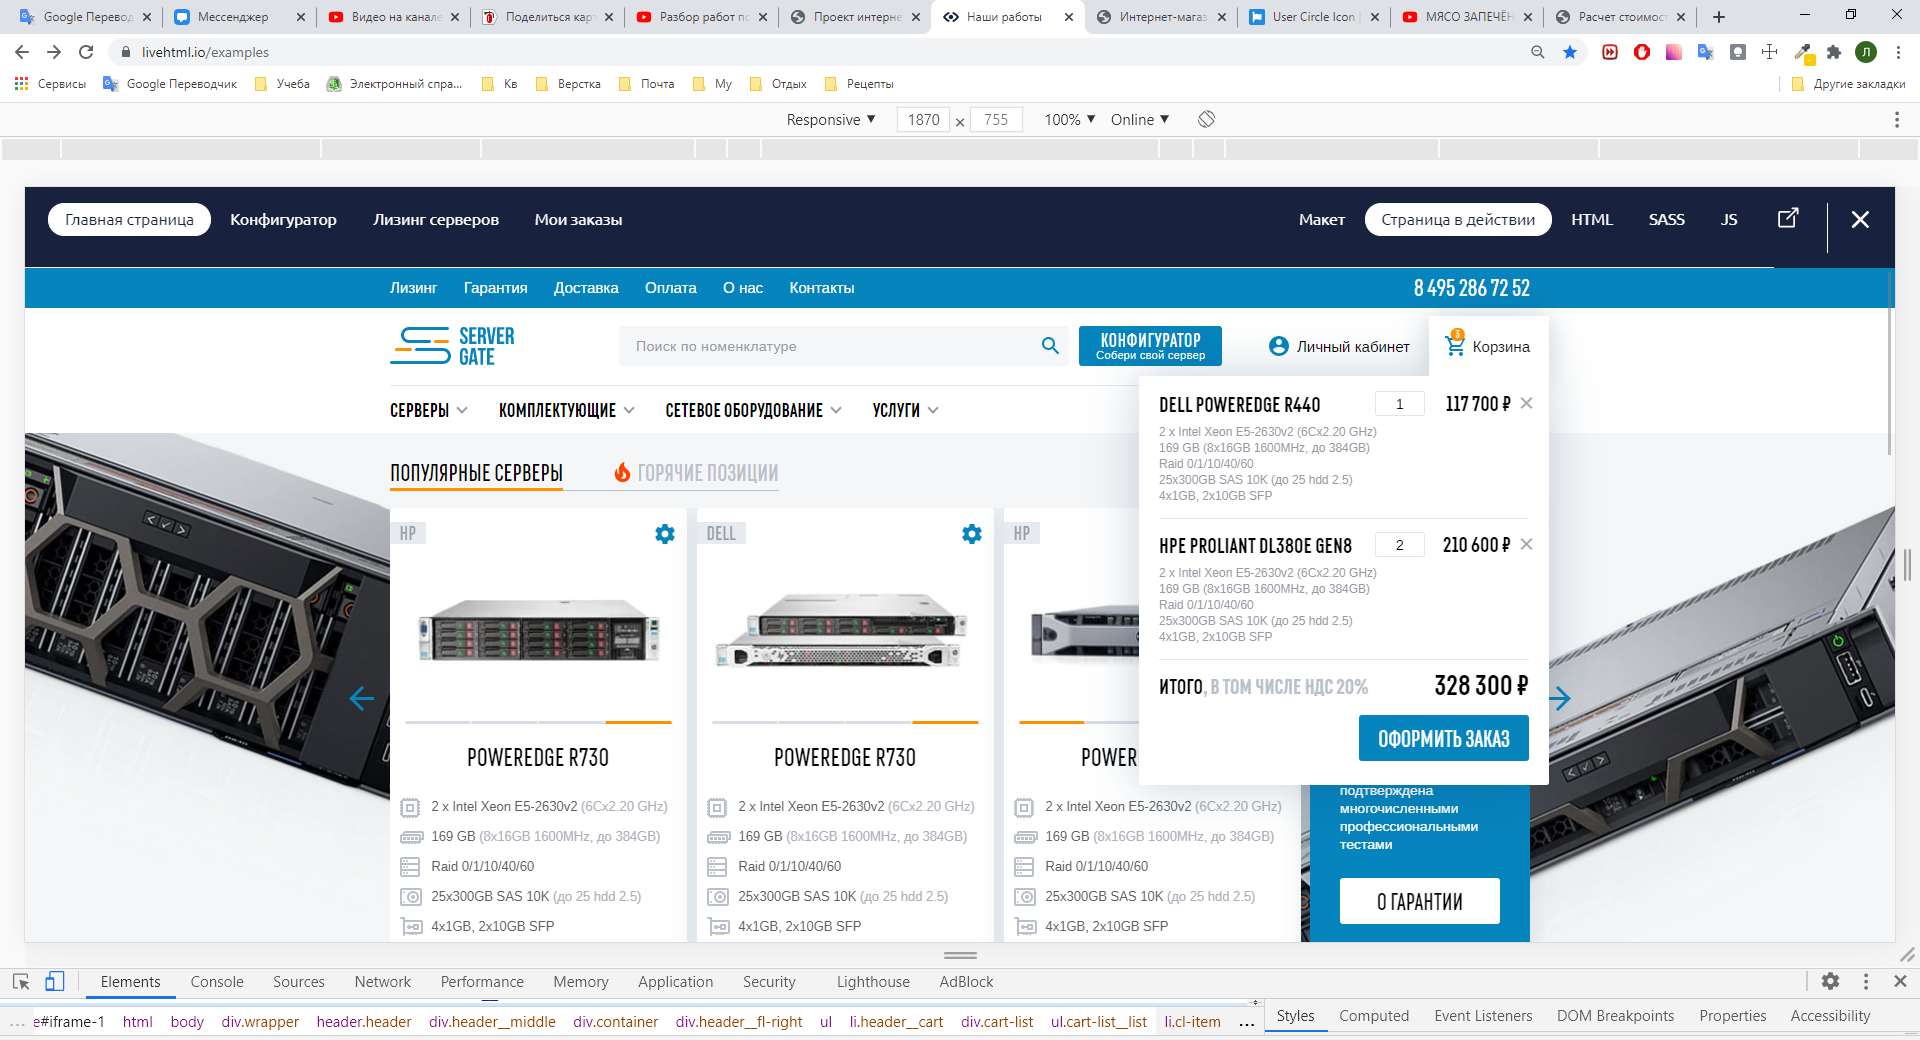 Google Перевод
Мессенджер
Видео на канале
Поделиться кар
Разбор работ по
Проект интерне
Наши работы
Интернет-магаз
User Circle Icon
МЯСО ЗАПЕЧЁН
Расчет стоимос
livehtml.io/examples
Л
Сервисы
Google Переводчик
Учеба
Электронный спра...
Кв
Верстка
Почта
Му
Отдых
Рецепты
Другие закладки
Responsive ▼ 1870 × 755 100% ▼ Online ▼
Главная страница Конфигуратор Лизинг серверов Мои заказы
Макет Страница в действии HTML SASS JS
Лизинг Гарантия Доставка Оплата О нас Контакты
8 495 286 72 52
SERVER
GATE
Поиск по номенклатуре
КОНФИГУРАТОР
Собери свой сервер
Личный кабинет
3
Корзина
СЕРВЕРЫ КОМПЛЕКТУЮЩИЕ СЕТЕВОЕ ОБОРУДОВАНИЕ УСЛУГИ
DELL POWEREDGE R440 1 117 700 ₽
2 x Intel Xeon E5-2630v2 (6Cx2.20 GHz)
169 GB (8x16GB 1600MHz, до 384GB)
Raid 0/1/10/40/60
25x300GB SAS 10K (до 25 hdd 2.5)
4x1GB, 2x10GB SFP
HPE PROLIANT DL380E GEN8 2 210 600 ₽
2 x Intel Xeon E5-2630v2 (6Cx2.20 GHz)
169 GB (8x16GB 1600MHz, до 384GB)
Raid 0/1/10/40/60
25x300GB SAS 10K (до 25 hdd 2.5)
4x1GB, 2x10GB SFP
ИТОГО, В ТОМ ЧИСЛЕ НДС 20% 328 300 ₽
ОФОРМИТЬ ЗАКАЗ
ПОПУЛЯРНЫЕ СЕРВЕРЫ ГОРЯЧИЕ ПОЗИЦИИ
HP
POWEREDGE R730
2 x Intel Xeon E5-2630v2 (6Cx2.20 GHz)
169 GB (8x16GB 1600MHz, до 384GB)
Raid 0/1/10/40/60
25x300GB SAS 10K (до 25 hdd 2.5)
4x1GB, 2x10GB SFP
DELL
POWEREDGE R730
2 x Intel Xeon E5-2630v2 (6Cx2.20 GHz)
169 GB (8x16GB 1600MHz, до 384GB)
Raid 0/1/10/40/60
25x300GB SAS 10K (до 25 hdd 2.5)
4x1GB, 2x10GB SFP
HP
POWER
2 x Intel Xeon E5-2630v2 (6Cx2.20 GHz)
169 GB (8x16GB 1600MHz, до 384GB)
Raid 0/1/10/40/60
25x300GB SAS 10K (до 25 hdd 2.5)
4x1GB, 2x10GB SFP
подтверждена
многочисленными
профессиональными
тестами
О ГАРАНТИИ
Elements Console Sources Network Performance Memory Application Security Lighthouse AdBlock
... e#iframe-1 html body div.wrapper header.header div.header__middle div.container div.header__fl-right ul li.header__cart div.cart-list ul.cart-list__list li.cl-item ...
Styles Computed Event Listeners DOM Breakpoints Properties Accessibility